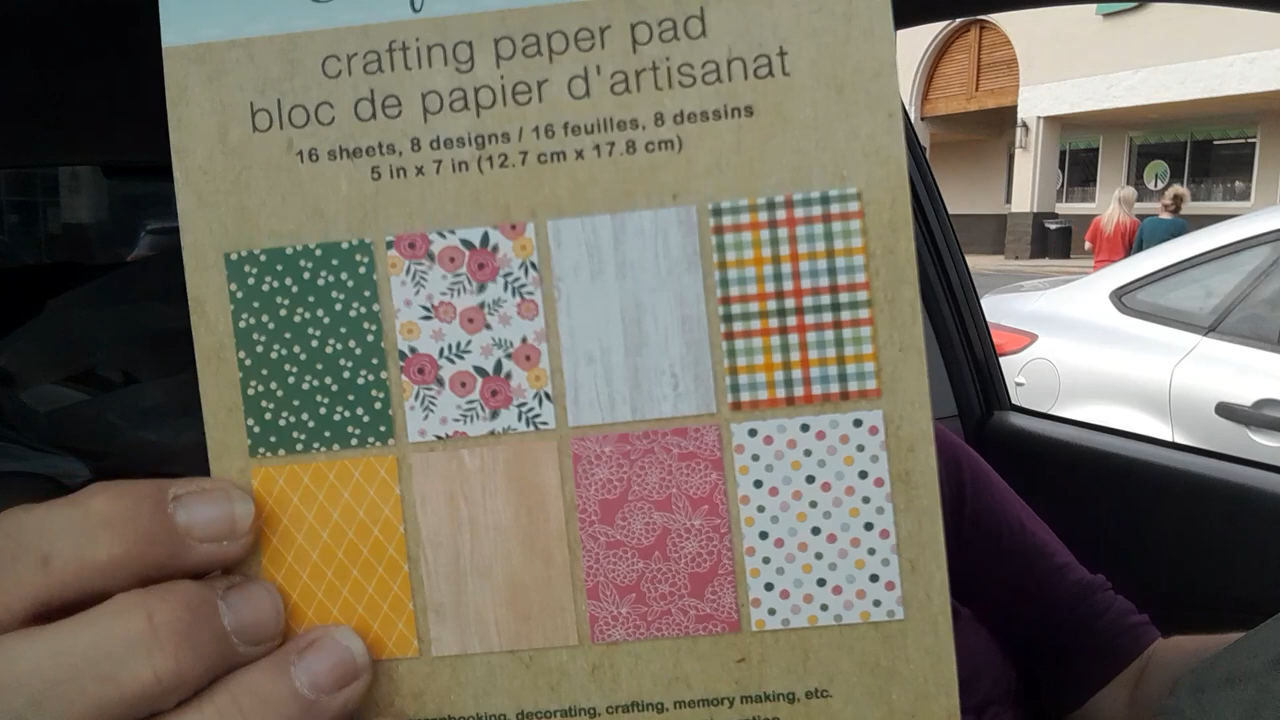 crafting paper pad
bloc de papier d'artisanat
16 sheets, 8 designs / 16 feuilles, 8 dessins
5 in x 7 in (12.7 cm x 17.8 cm)
decorating, crafting, memory making, etc.